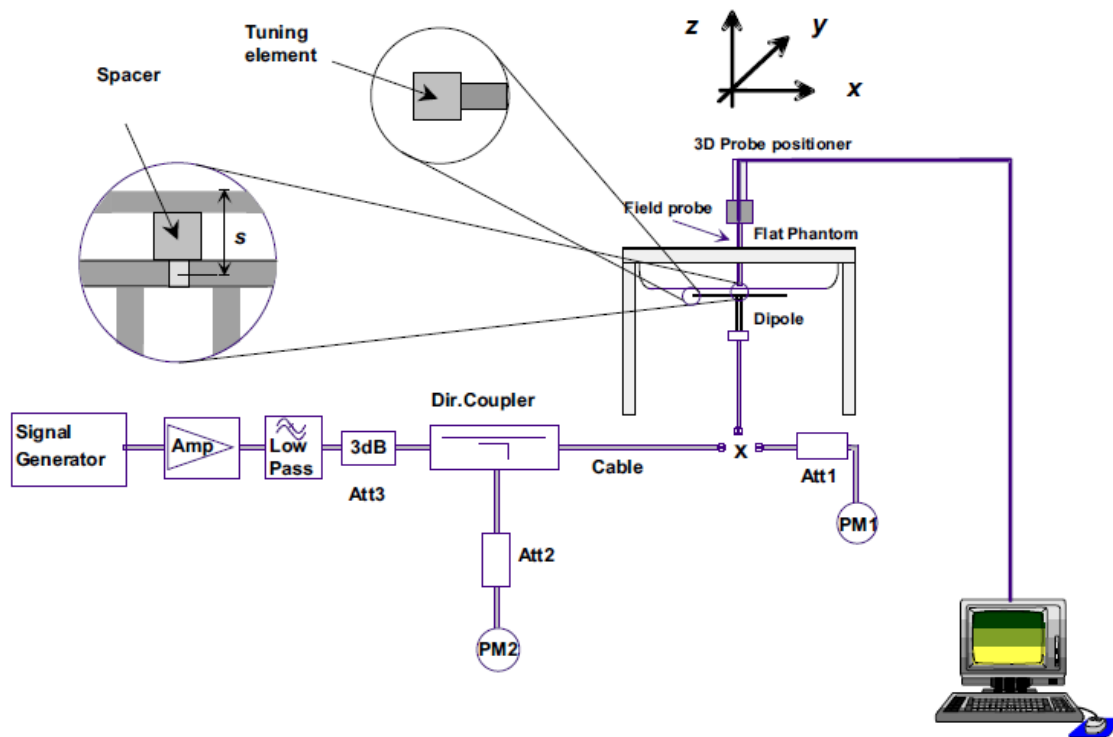 Tuning
element
Spacer
s
z
y
x
3D Probe positioner
Field probe
Flat Phantom
Dipole
Dir.Coupler
Signal
Generator
Amp
Low
Pass
3dB
Att3
Cable
X
Att1
PM1
Att2
PM2